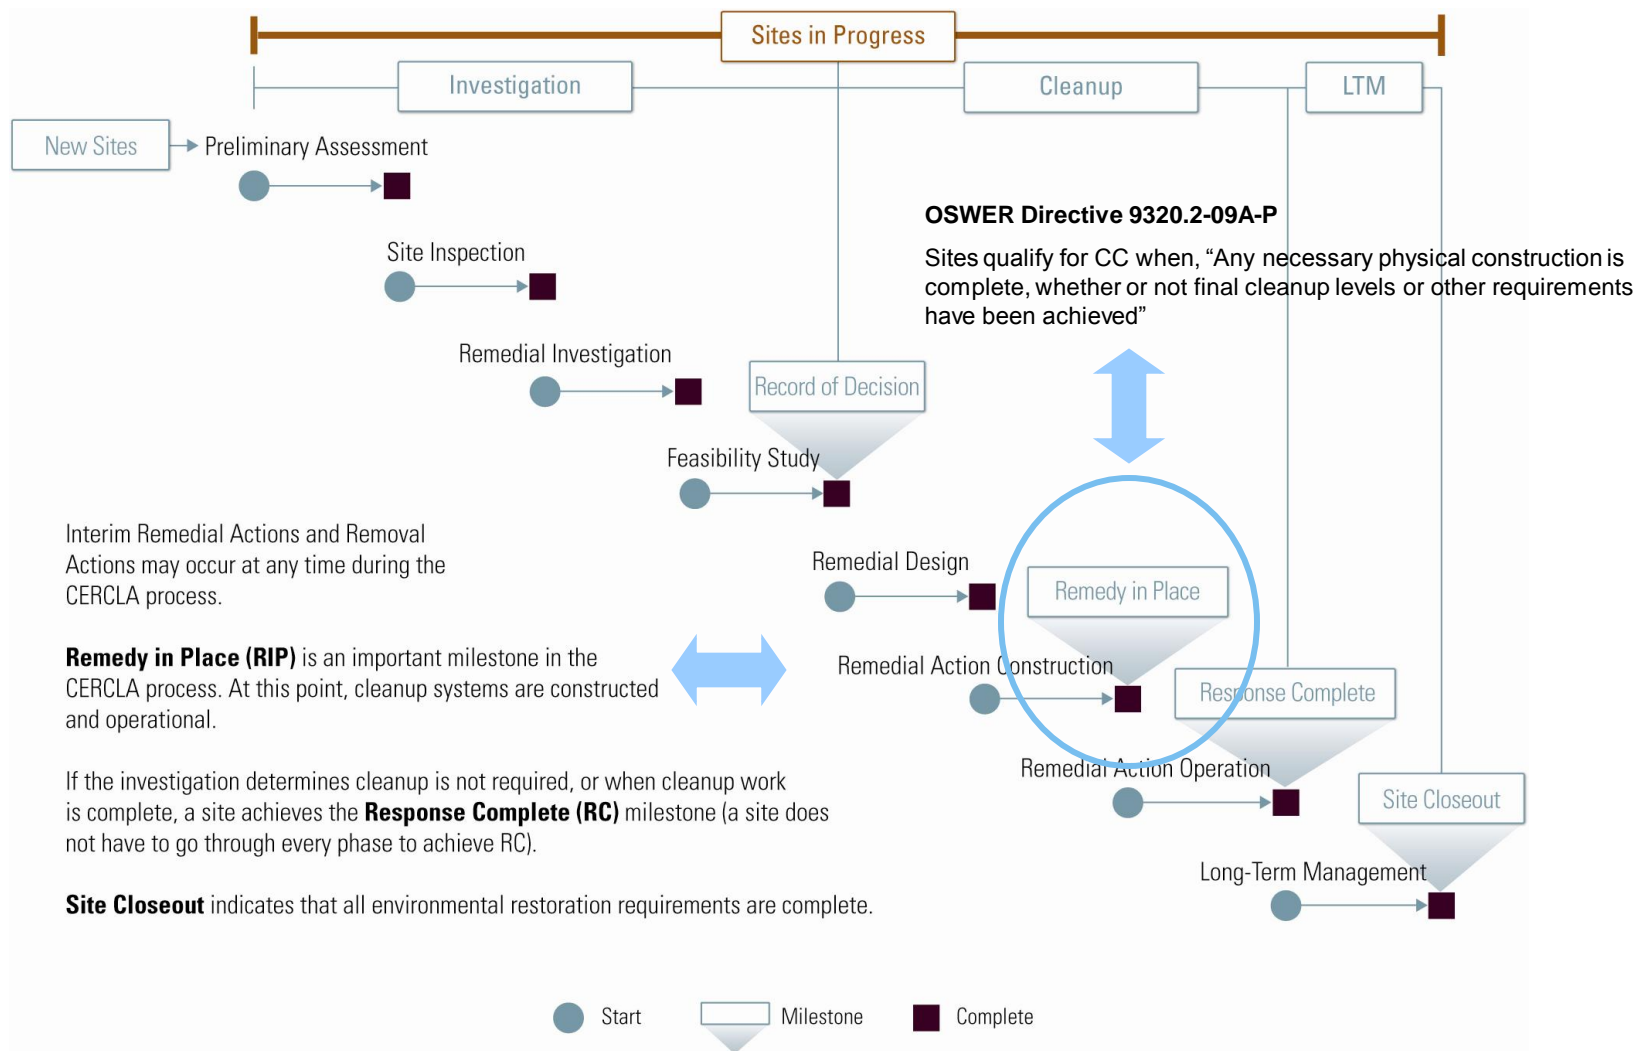 Sites in Progress
Investigation
Cleanup
LTM
New Sites
Preliminary Assessment
OSWER Directive 9320.2-09A-P
Site Inspection
Sites qualify for CC when, “Any necessary physical construction is
complete, whether or not final cleanup levels or other requirements
have been achieved”
Remedial Investigation
Record of Decision
Feasibility Study
Interim Remedial Actions and Removal
Actions may occur at any time during the
CERCLA process.
Remedial Design
Remedy in Place
Remedy in Place (RIP) is an important milestone in the
CERCLA process. At this point, cleanup systems are constructed
and operational.
Remedial Action Construction
Response Complete
If the investigation determines cleanup is not required, or when cleanup work
is complete, a site achieves the Response Complete (RC) milestone (a site does
not have to go through every phase to achieve RC).
Remedial Action Operation
Site Closeout
Long-Term Management
Site Closeout indicates that all environmental restoration requirements are complete.
Start
Milestone
Complete